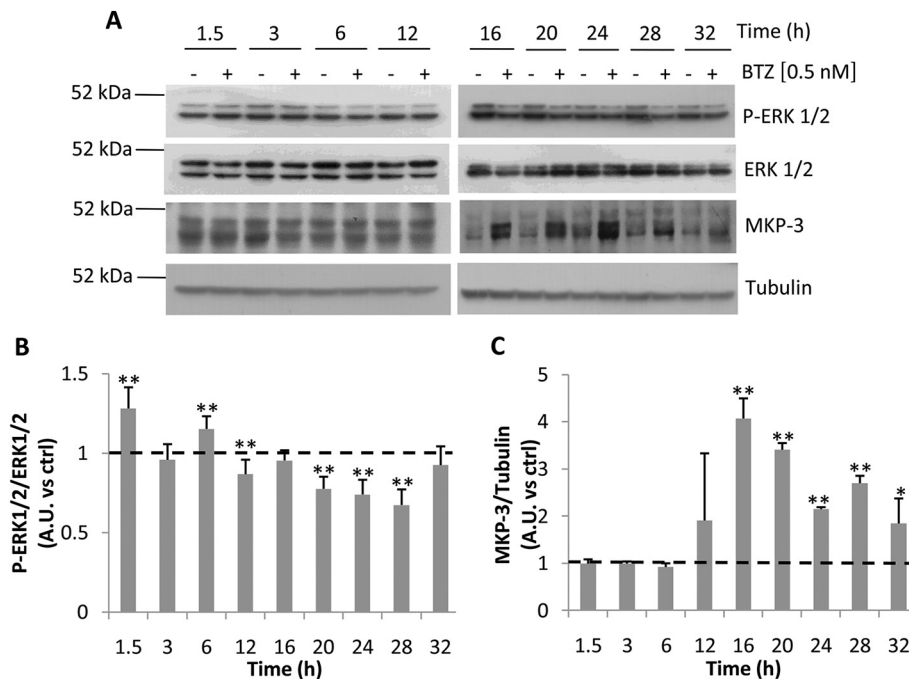 A
1.5 3 6 12 16 20 24 28 32 Time (h)
- + - + - + - + - + - + - + - + - + BTZ [0.5 nM]
52 kDa
P-ERK 1/2
52 kDa
ERK 1/2
52 kDa
MKP-3
52 kDa
Tubulin
B
P-ERK1/2/ERK1/2
(A.U. vs ctrl)
1.5
1
0.5
0
** ** ** ** ** **
1.5 3 6 12 16 20 24 28 32
Time (h)
C
MKP-3/Tubulin
(A.U. vs ctrl)
5
4
3
2
1
0
** ** ** ** *
1.5 3 6 12 16 20 24 28 32
Time (h)